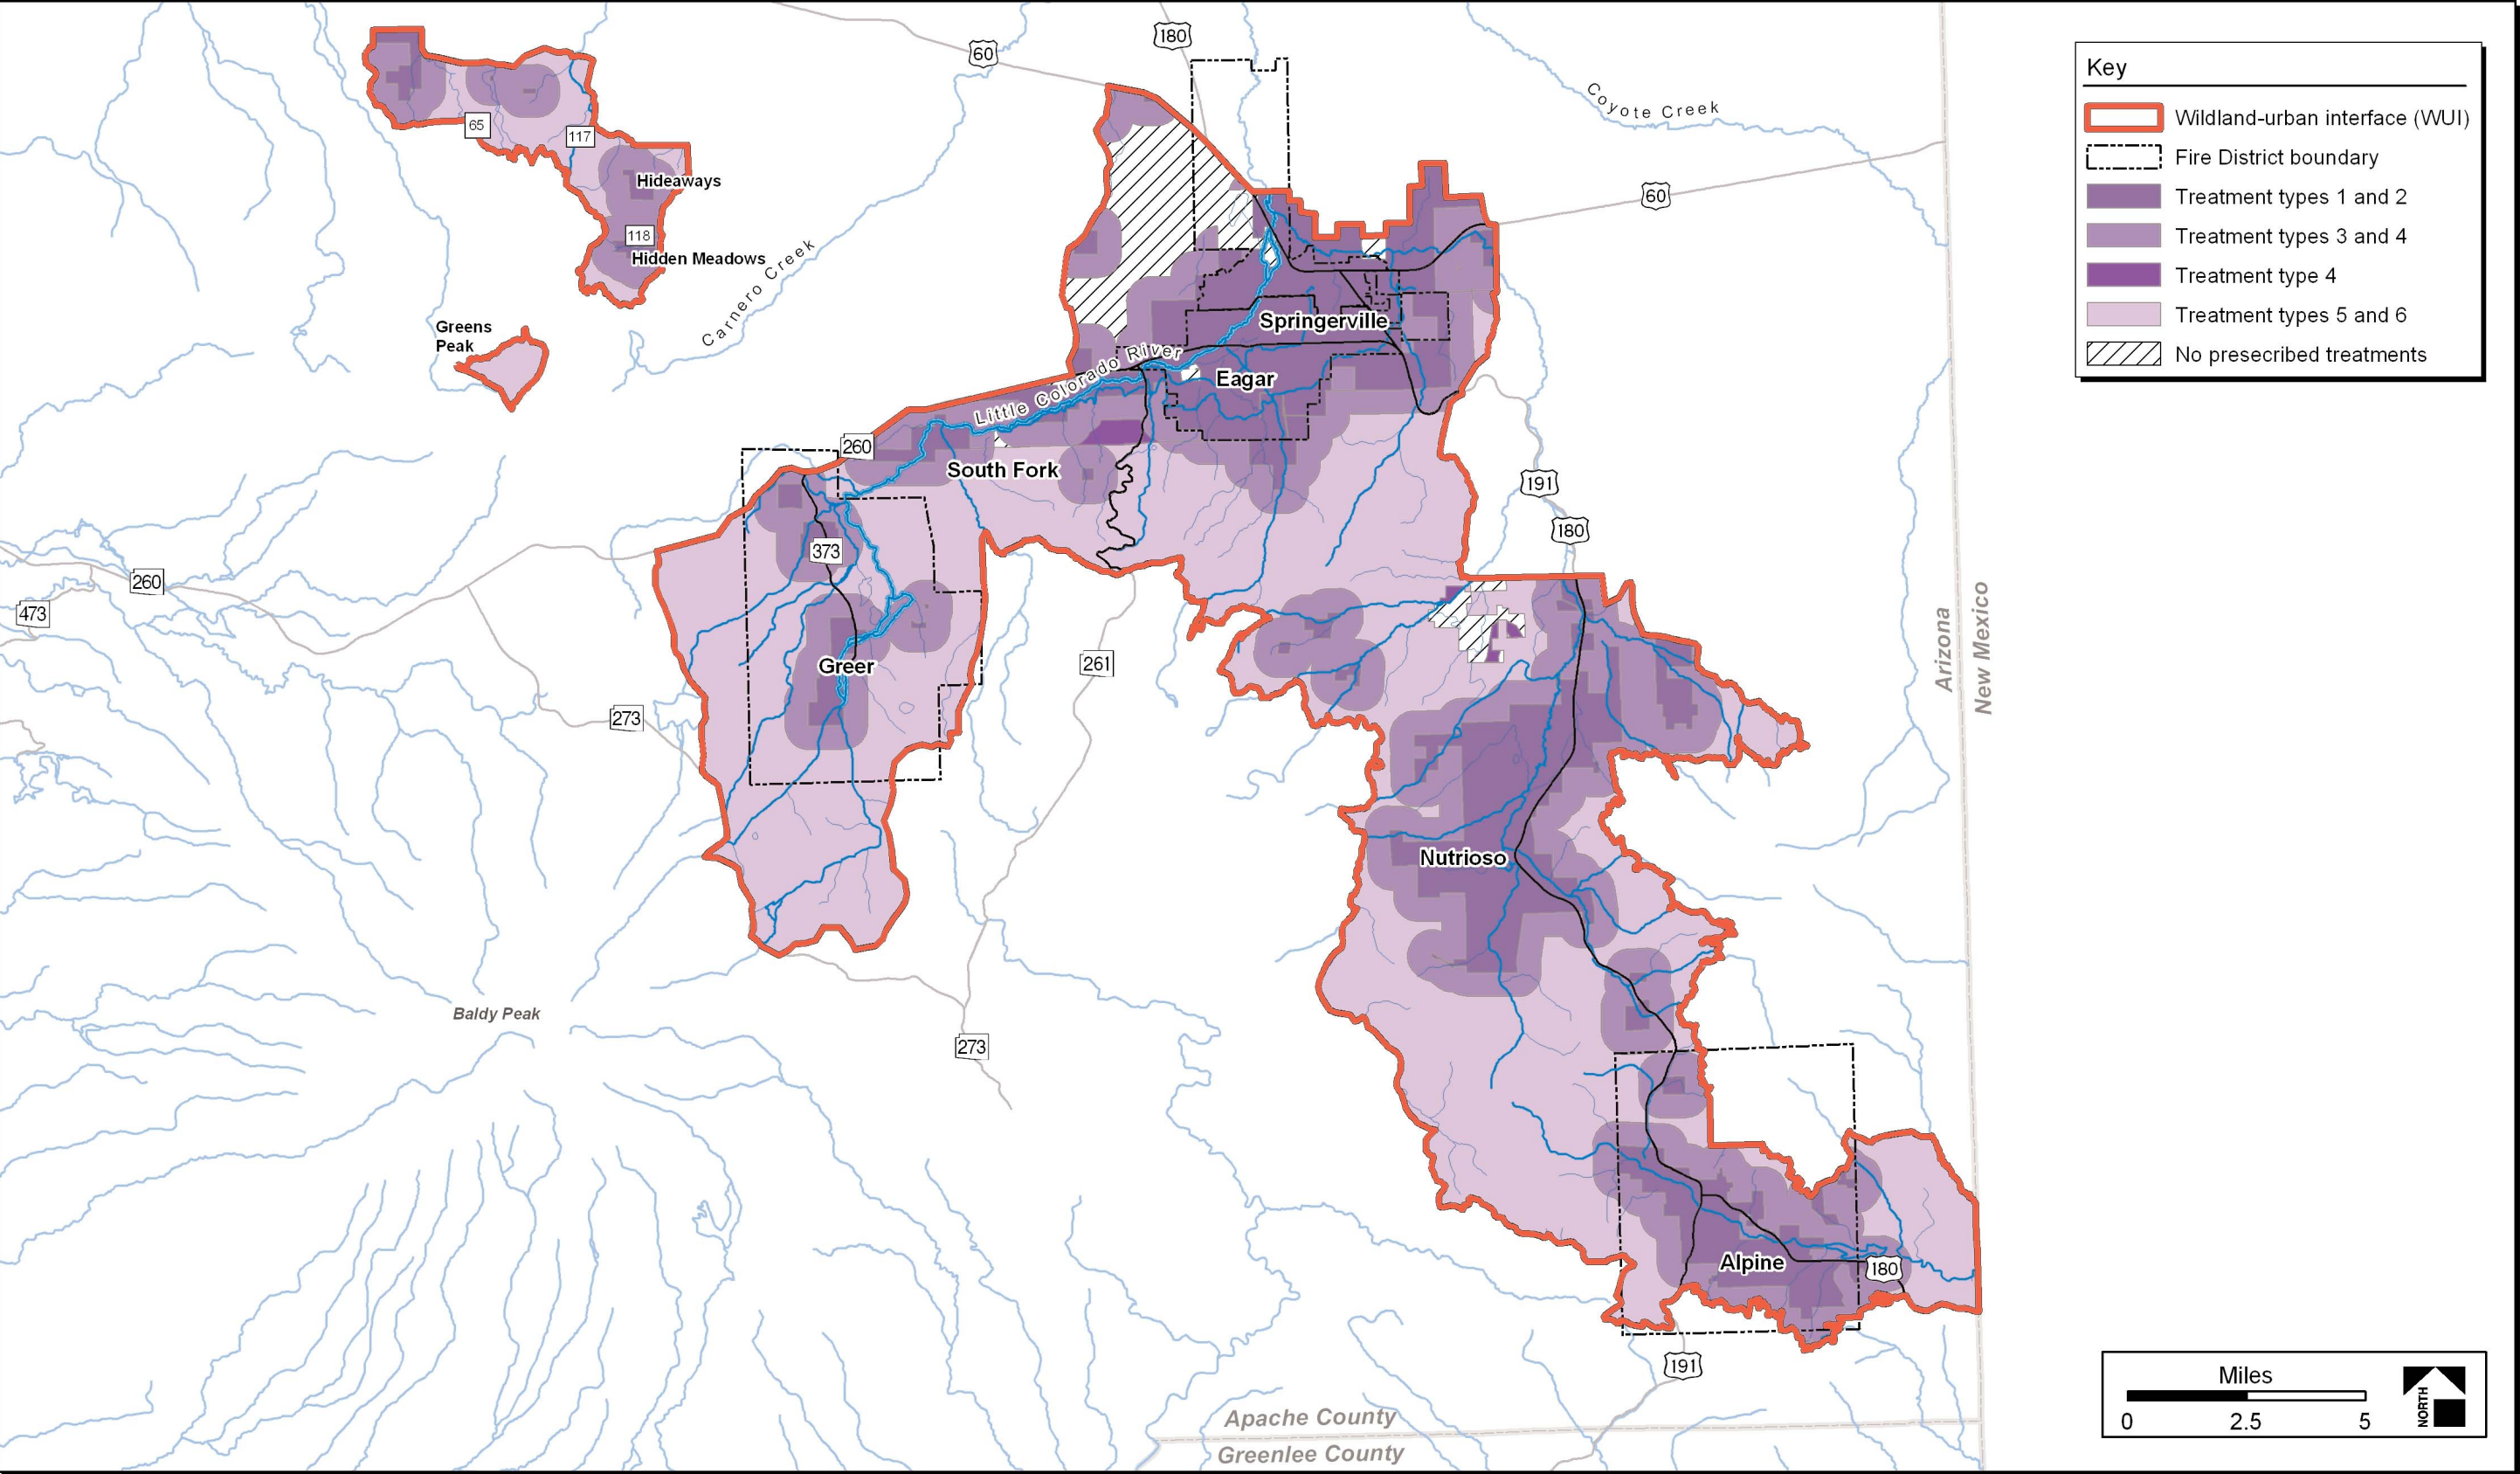 180
60
Coyote Creek
Key
Wildland-urban interface (WUI)
Fire District boundary
Treatment types 1 and 2
Treatment types 3 and 4
Treatment type 4
Treatment types 5 and 6
No presecribed treatments
65
117
Hideaways
118
Hidden Meadows
60
Carnero Creek
Greens
Peak
Springerville
Little Colorado River
Eagar
260
South Fork
191
180
373
260
473
Greer
261
273
Arizona
New Mexico
Nutrioso
Baldy Peak
273
Alpine
180
191
Miles
0
2.5
5
NORTH
Apache County
Greenlee County